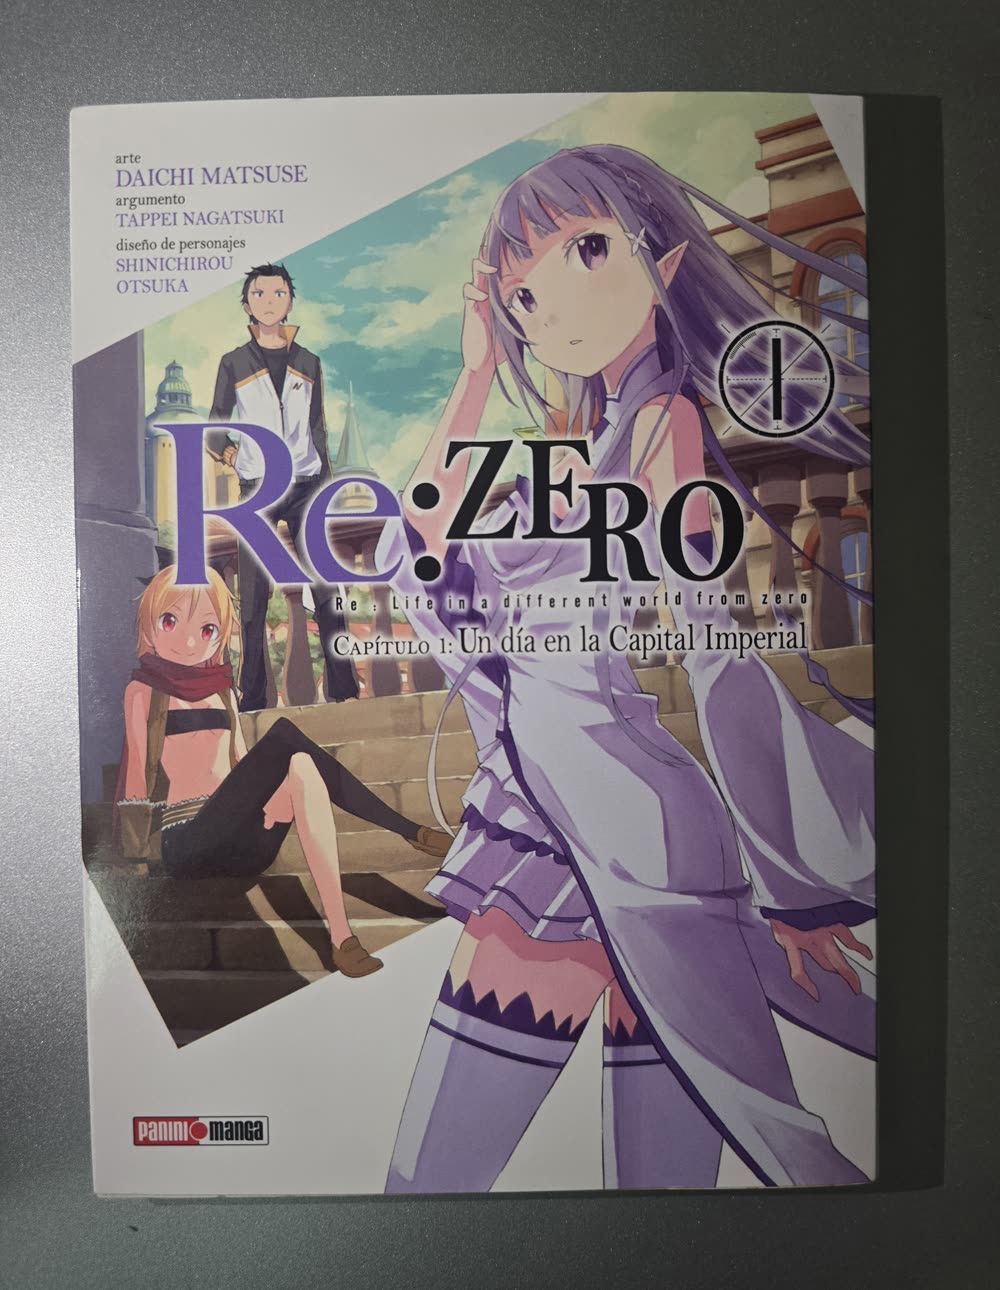 arte
DAICHI MATSUSE
argumento
TAPPEI NAGATSUKI
diseño de personajes
SHINICHIROU
OTSUKA
1
Re:ZERO
Re : Life in a different world from zero
CAPÍTULO 1: Un día en la Capital Imperial
PANINI MANGA